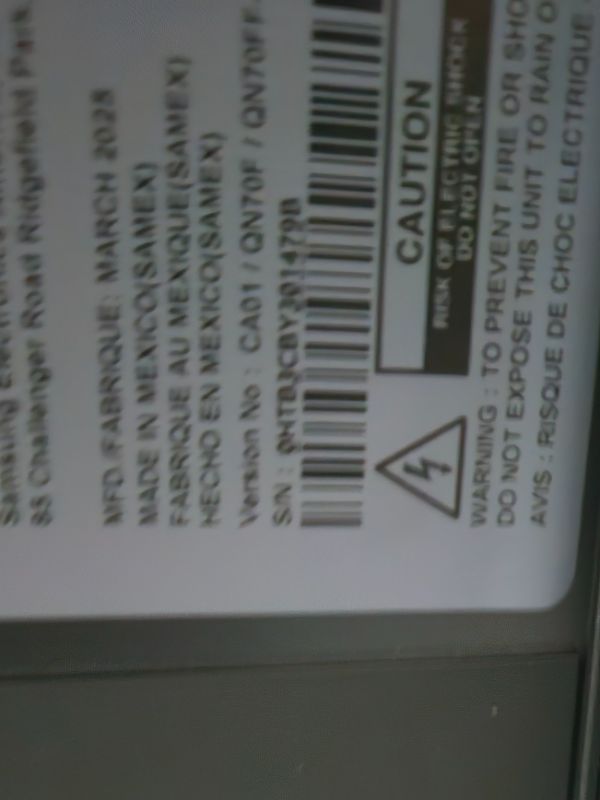 Samsung
85 Challenger Road Ridgefield Park,
MFD./FABRIQUE: MARCH 2025
MADE IN MEXICO(SAMEX)
FABRIQUE AU MEXIQUE(SAMEX)
HECHO EN MEXICO(SAMEX)
Version No : CA01 / QN70F / QN70FF
S/N :
CAUTION
RISK OF ELECTRIC SHOCK
DO NOT OPEN
WARNING : TO PREVENT FIRE OR SHO
DO NOT EXPOSE THIS UNIT TO RAIN O
AVIS : RISQUE DE CHOC ELECTRIQUE